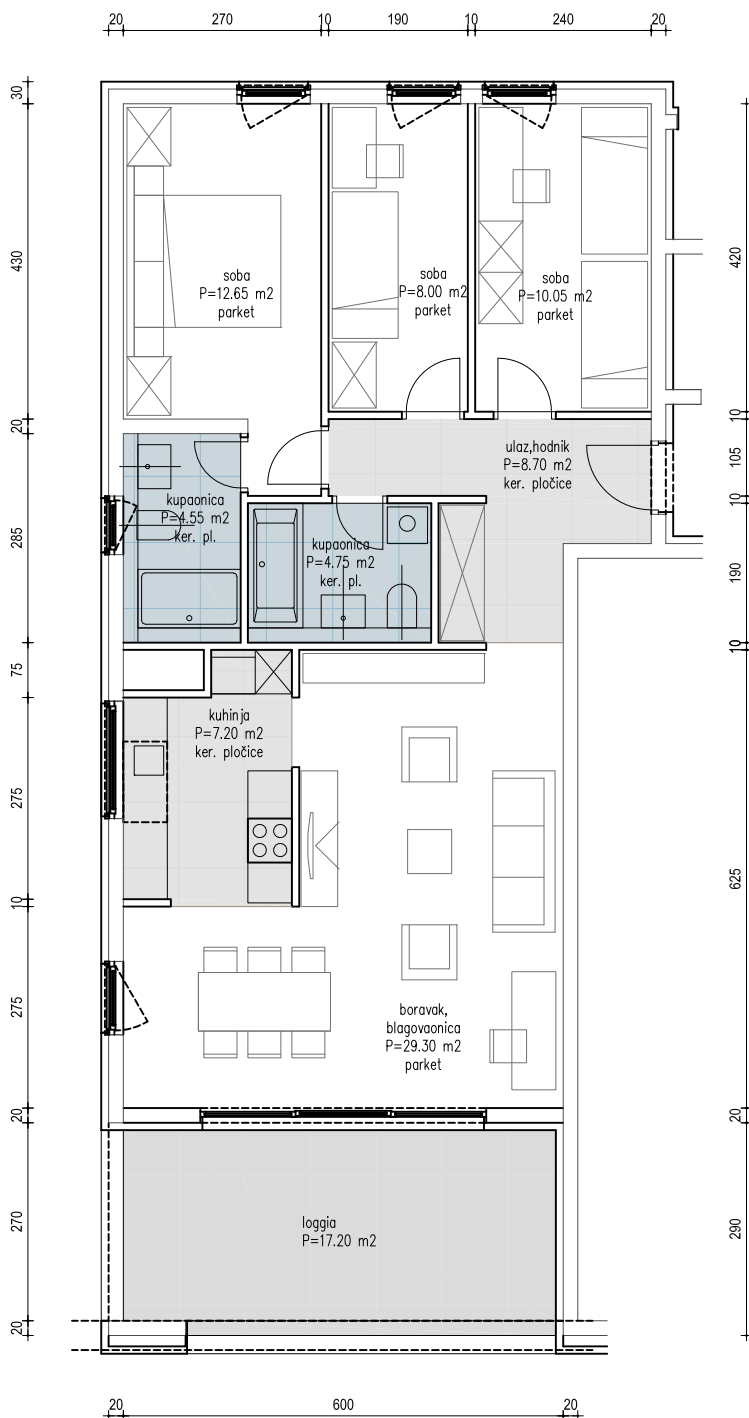 20 270 10 190 10 240 20
30
430
20
285
75
275
10
275
20
270
20
soba
P=12.65 m2
parket
soba
P=8.00 m2
parket
soba
P=10.05 m2
parket
ulaz,hodnik
P=8.70 m2
ker. pločice
kupaonica
P=4.55 m2
ker. pl.
kupaonica
P=4.75 m2
ker. pl.
kuhinja
P=7.20 m2
ker. pločice
boravak,
blagovaonica
P=29.30 m2
parket
loggia
P=17.20 m2
420
10
105
10
190
10
625
20
290
20 600 20